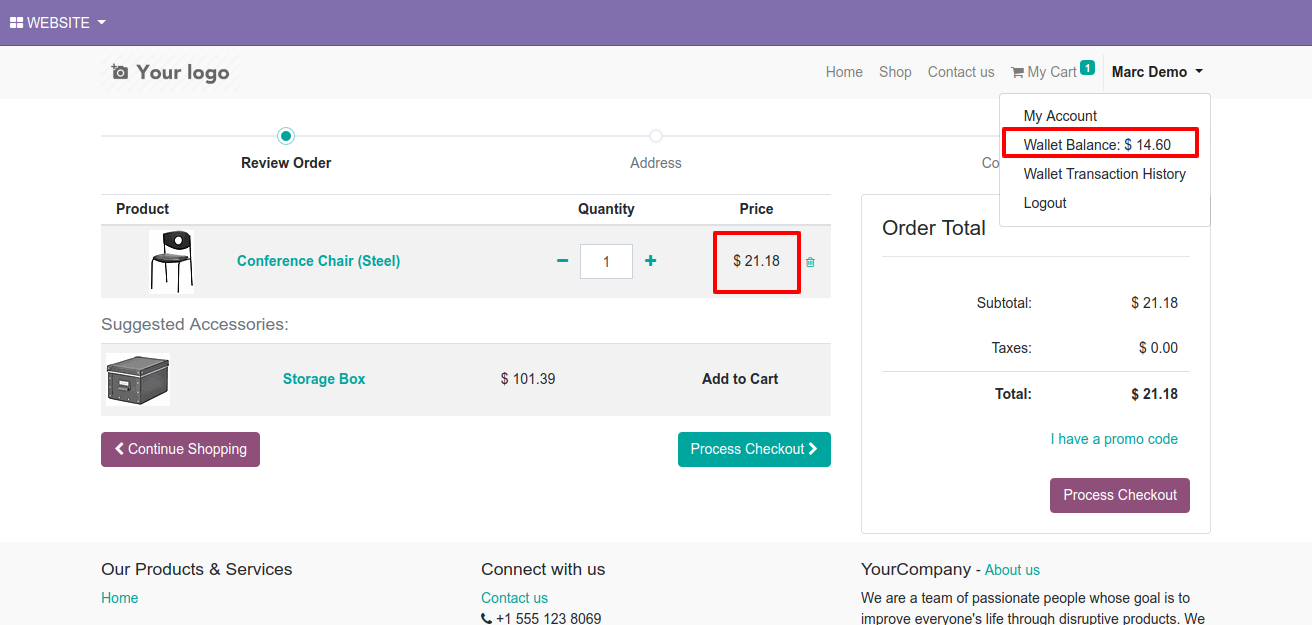 WEBSITE
Your logo
Home Shop Contact us My Cart 1 Marc Demo
My Account
Wallet Balance: $ 14.60
Wallet Transaction History
Logout
Review Order Address Co
Product Quantity Price
Conference Chair (Steel) 1 $ 21.18
Suggested Accessories:
Storage Box $ 101.39 Add to Cart
Continue Shopping Process Checkout
Order Total
Subtotal: $ 21.18
Taxes: $ 0.00
Total: $ 21.18
I have a promo code
Process Checkout
Our Products & Services
Home
Connect with us
Contact us
+1 555 123 8069
YourCompany - About us
We are a team of passionate people whose goal is to
improve everyone's life through disruptive products. We